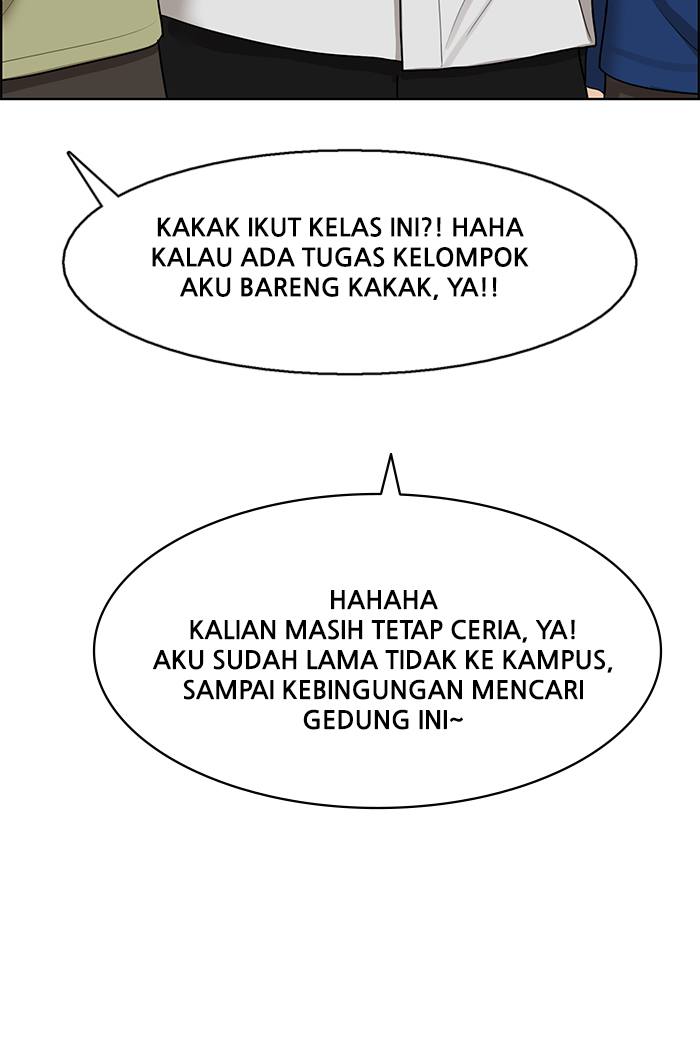 KAKAK IKUT KELAS INI?! HAHA
KALAU ADA TUGAS KELOMPOK
AKU BARENG KAKAK, YA!!
HAHAHA
KALIAN MASIH TETAP CERIA, YA!
AKU SUDAH LAMA TIDAK KE KAMPUS,
SAMPAI KEBINGUNGAN MENCARI
GEDUNG INI~